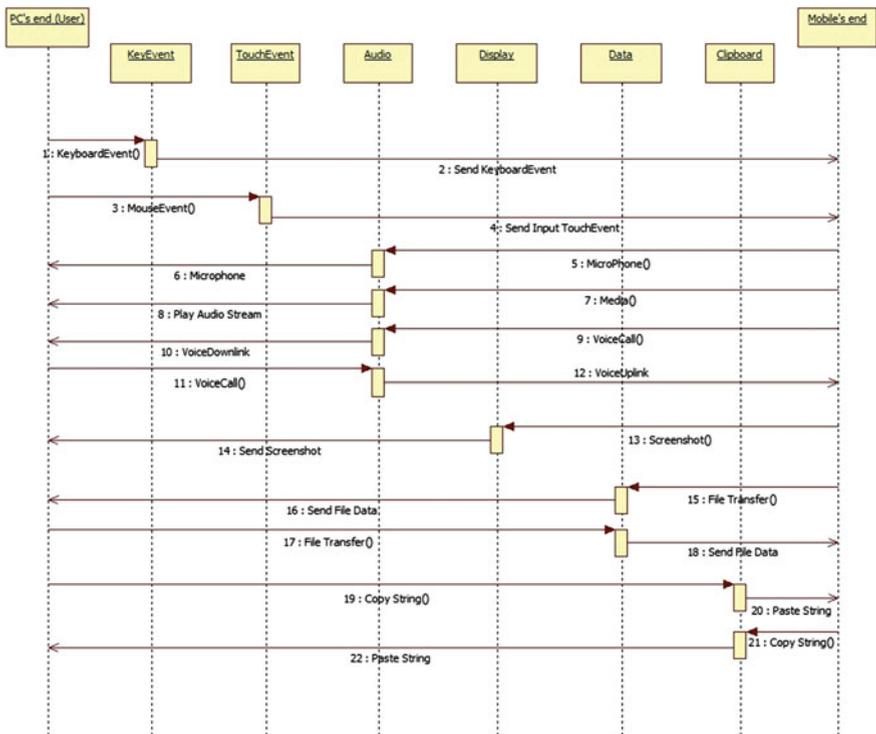 PC's end (User)
Mobile's end
KeyEvent
TouchEvent
Audio
Display
Data
Clipboard
1 : KeyboardEvent()
2 : Send KeyboardEvent
3 : MouseEvent()
4 : Send Input TouchEvent
5 : MicroPhone()
6 : Microphone
7 : Media()
8 : Play Audio Stream
9 : VoiceCall()
10 : VoiceDownlink
11 : VoiceCall()
12 : VoiceUplink
13 : Screenshot()
14 : Send Screenshot
15 : File Transfer()
16 : Send File Data
17 : File Transfer()
18 : Send File Data
19 : Copy String()
20 : Paste String
21 : Copy String()
22 : Paste String